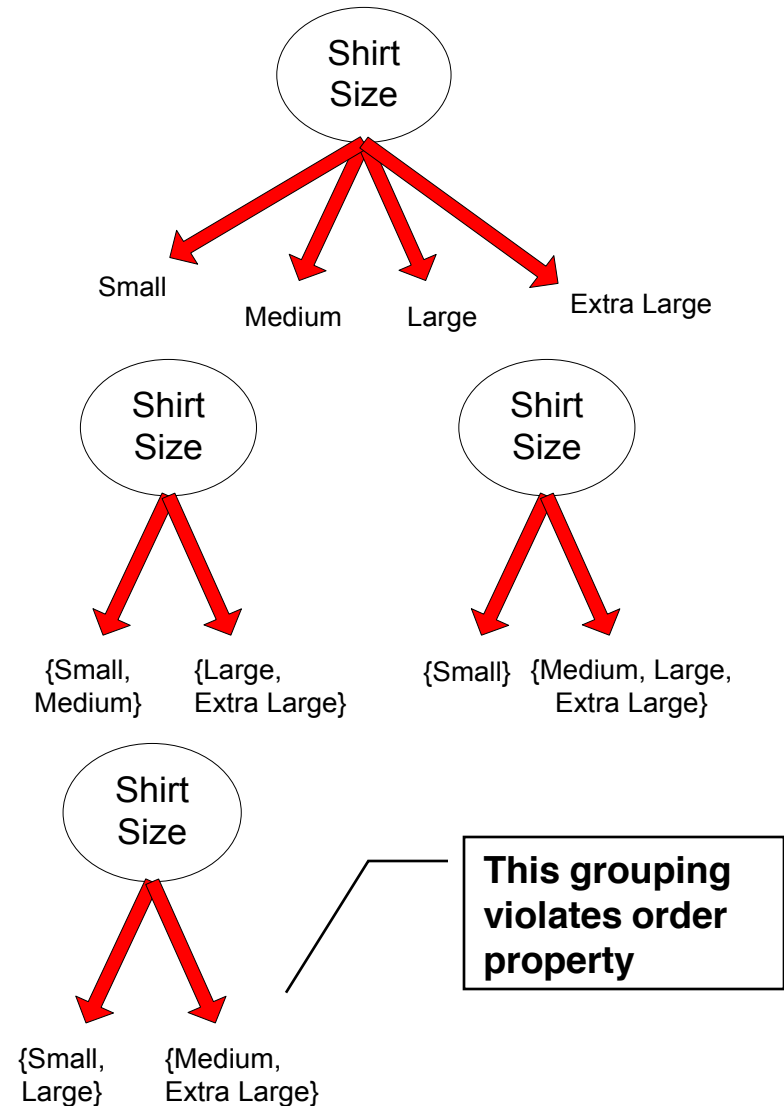 Shirt
Size
Small
Medium
Large
Extra Large
Shirt
Size
{Small,
Medium}
{Large,
Extra Large}
Shirt
Size
{Small}
{Medium, Large,
Extra Large}
Shirt
Size
{Small,
Large}
{Medium,
Extra Large}
This grouping
violates order
property